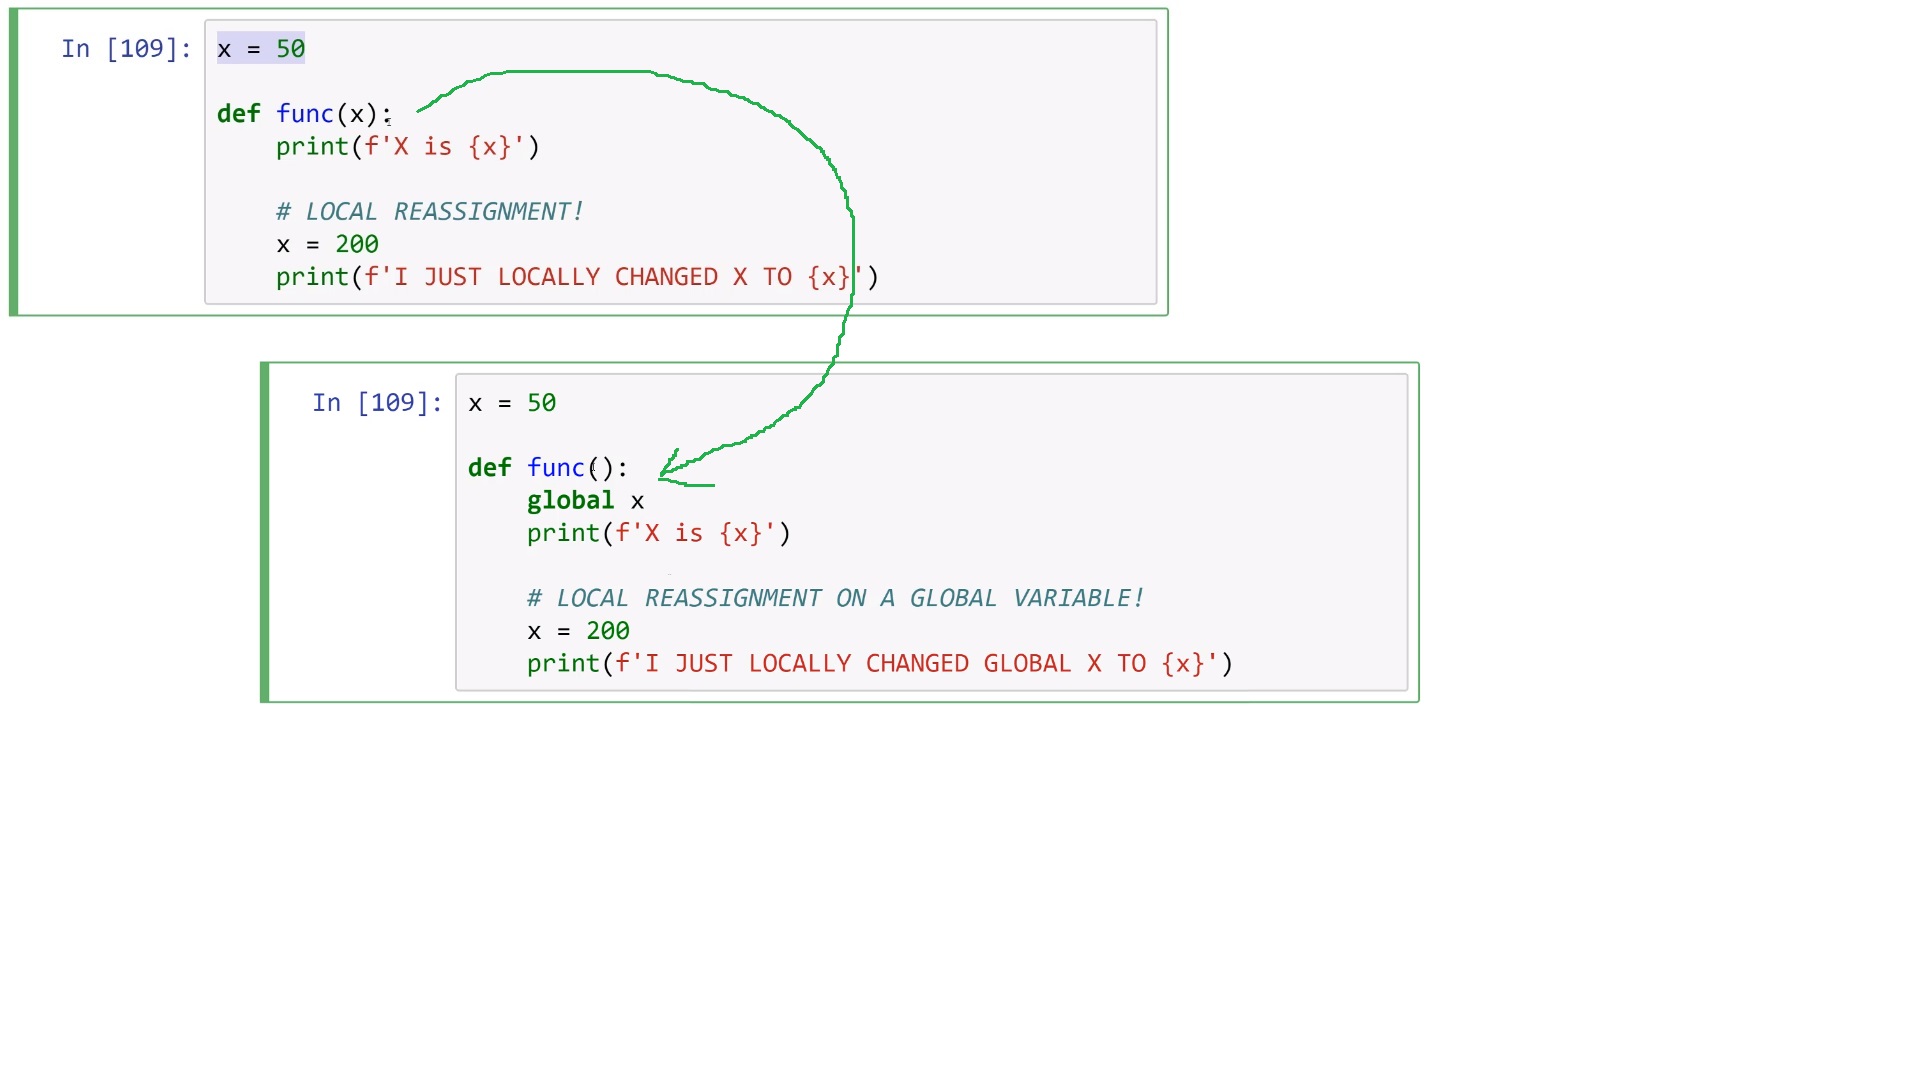 In [109]: x = 50
def func(x):
    print(f'X is {x}')
    # LOCAL REASSIGNMENT!
    x = 200
    print(f'I JUST LOCALLY CHANGED X TO {x}')
In [109]: x = 50
def func():
    global x
    print(f'X is {x}')
    # LOCAL REASSIGNMENT ON A GLOBAL VARIABLE!
    x = 200
    print(f'I JUST LOCALLY CHANGED GLOBAL X TO {x}')